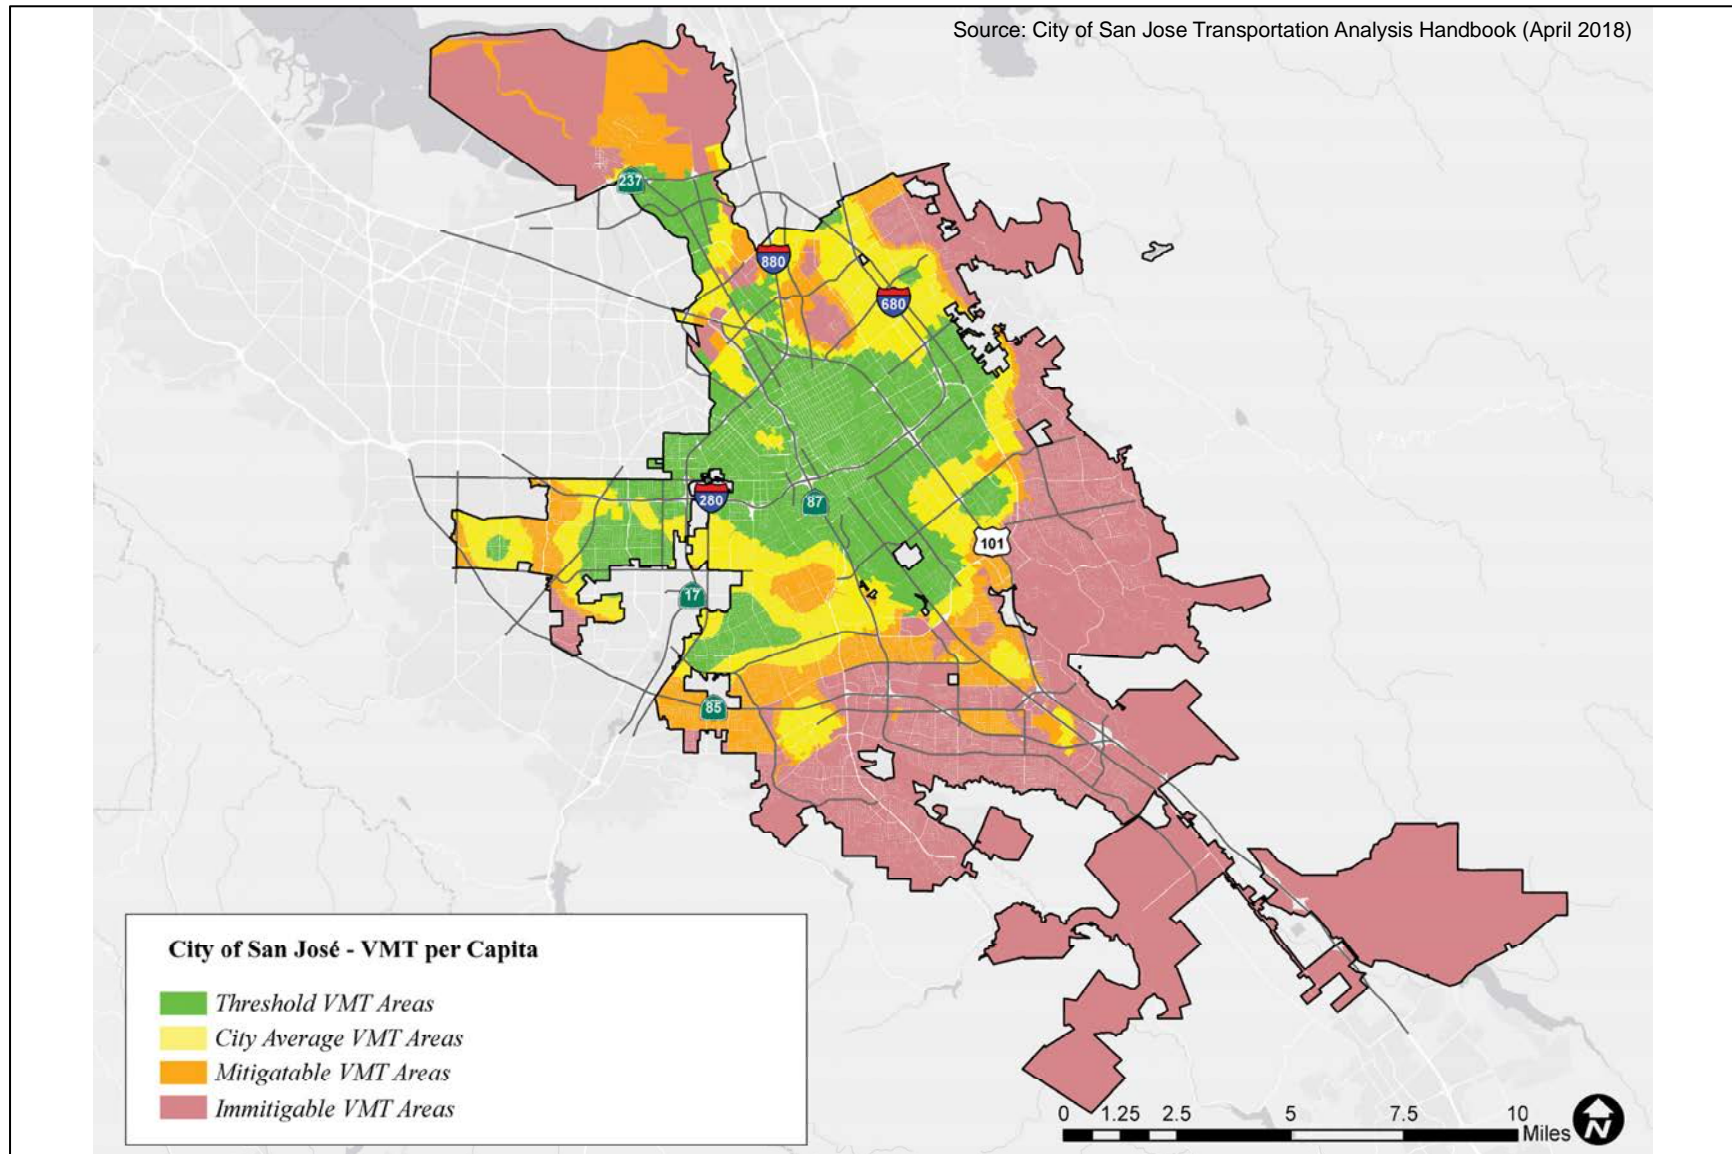 Source: City of San Jose Transportation Analysis Handbook (April 2018)
237
880
680
280
87
101
17
85
City of San José - VMT per Capita
Threshold VMT Areas
City Average VMT Areas
Mitigatable VMT Areas
Immitigable VMT Areas
0 1.25 2.5 5 7.5 10
Miles
N